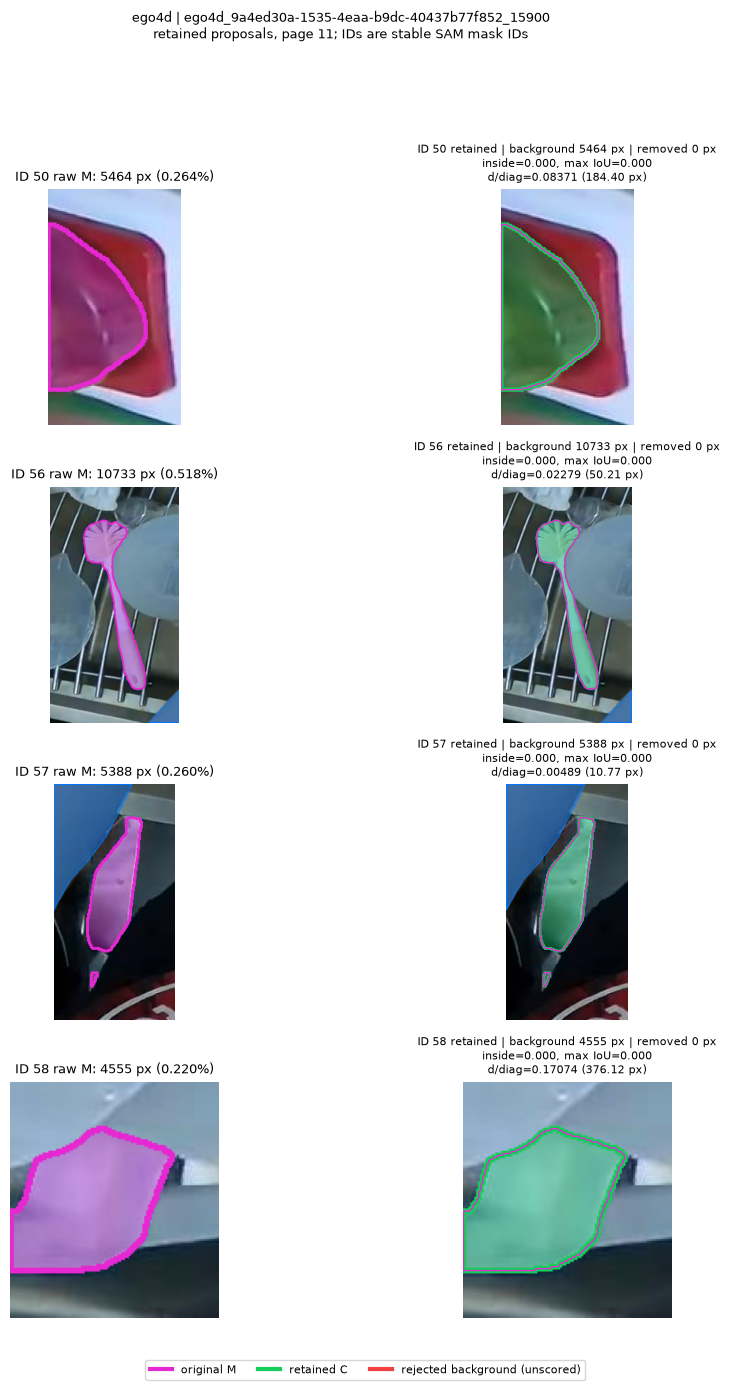 ego4d | ego4d_9a4ed30a-1535-4eaa-b9dc-40437b77f852_15900
retained proposals, page 11; IDs are stable SAM mask IDs
ID 50 raw M: 5464 px (0.264%)
ID 50 retained | background 5464 px | removed 0 px
inside=0.000, max IoU=0.000
d/diag=0.08371 (184.40 px)
ID 56 raw M: 10733 px (0.518%)
ID 56 retained | background 10733 px | removed 0 px
inside=0.000, max IoU=0.000
d/diag=0.02279 (50.21 px)
ID 57 raw M: 5388 px (0.260%)
ID 57 retained | background 5388 px | removed 0 px
inside=0.000, max IoU=0.000
d/diag=0.00489 (10.77 px)
ID 58 raw M: 4555 px (0.220%)
ID 58 retained | background 4555 px | removed 0 px
inside=0.000, max IoU=0.000
d/diag=0.17074 (376.12 px)
original M
retained C
rejected background (unscored)